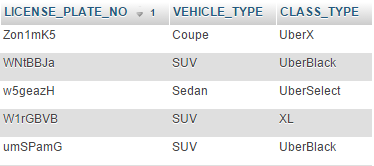 LICENSE_PLATE_NO 1 VEHICLE_TYPE CLASS_TYPE
Zon1mK5 Coupe UberX
WNtBBJa SUV UberBlack
w5geazH Sedan UberSelect
W1rGBVB SUV XL
umSPamG SUV UberBlack